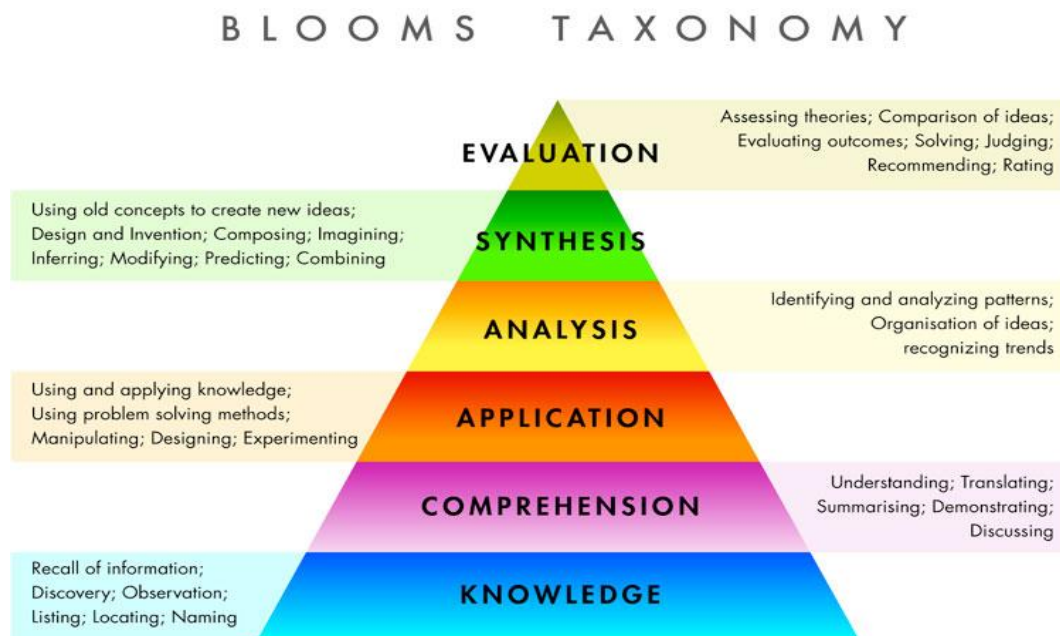 BLOOMS TAXONOMY
EVALUATION
Assessing theories; Comparison of ideas;
Evaluating outcomes; Solving; Judging;
Recommending; Rating
Using old concepts to create new ideas;
Design and Invention; Composing; Imagining;
Inferring; Modifying; Predicting; Combining
SYNTHESIS
ANALYSIS
Identifying and analyzing patterns;
Organisation of ideas;
recognizing trends
Using and applying knowledge;
Using problem solving methods;
Manipulating; Designing; Experimenting
APPLICATION
COMPREHENSION
Understanding; Translating;
Summarising; Demonstrating;
Discussing
Recall of information;
Discovery; Observation;
Listing; Locating; Naming
KNOWLEDGE